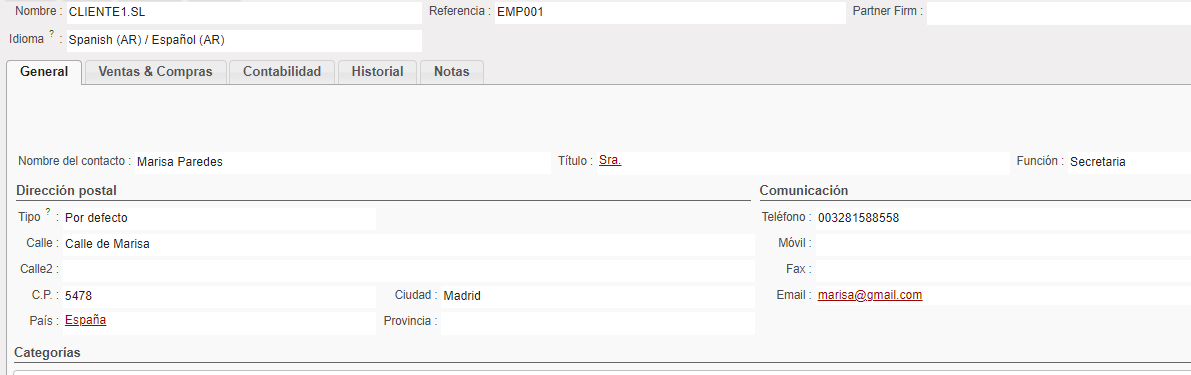 Nombre : CLIENTE1.SL Referencia : EMP001 Partner Firm :
Idioma ? : Spanish (AR) / Español (AR)
General Ventas & Compras Contabilidad Historial Notas
Nombre del contacto : Marisa Paredes Título : Sra. Función : Secretaria
Dirección postal Comunicación
Tipo ? : Por defecto Teléfono : 003281588558
Calle : Calle de Marisa Móvil :
Calle2 : Fax :
C.P. : 5478 Ciudad : Madrid Email : marisa@gmail.com
País : España Provincia :
Categorías